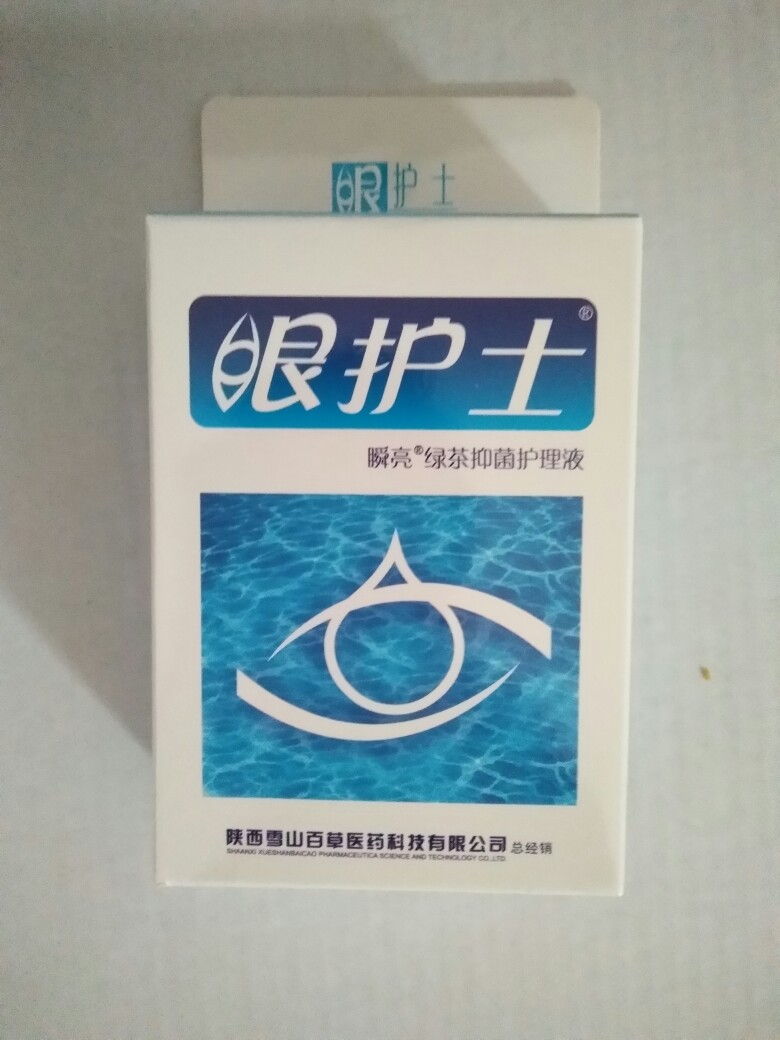 眼护士
眼护士®
瞬亮®绿茶抑菌护理液
陕西雪山百草医药科技有限公司 总经销
SHAANXI XUESHANBAICAO PHARMACEUTICA SCIENCE AND TECHNOLOGY CO.,LTD.